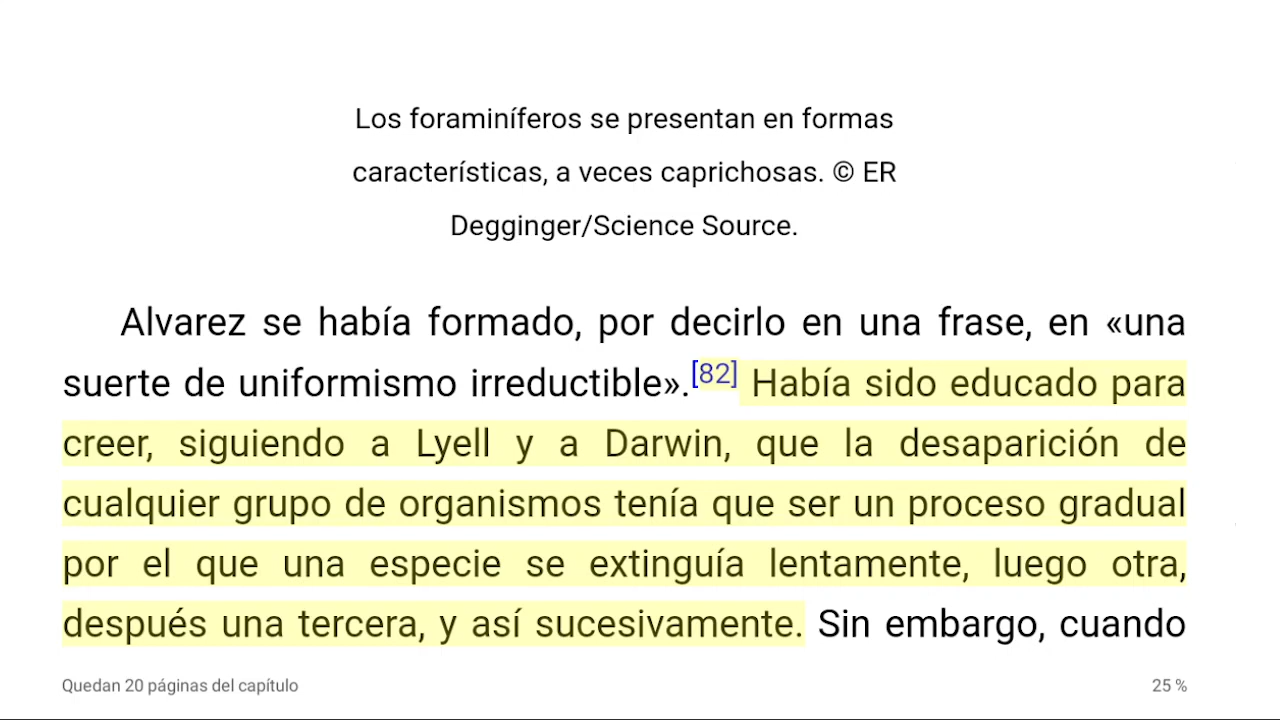 Los foraminíferos se presentan en formas
características, a veces caprichosas. © ER
Degginger/Science Source.
Alvarez se había formado, por decirlo en una frase, en «una
suerte de uniformismo irreductible».[82] Había sido educado para
creer, siguiendo a Lyell y a Darwin, que la desaparición de
cualquier grupo de organismos tenía que ser un proceso gradual
por el que una especie se extinguía lentamente, luego otra,
después una tercera, y así sucesivamente. Sin embargo, cuando
Quedan 20 páginas del capítulo 25 %